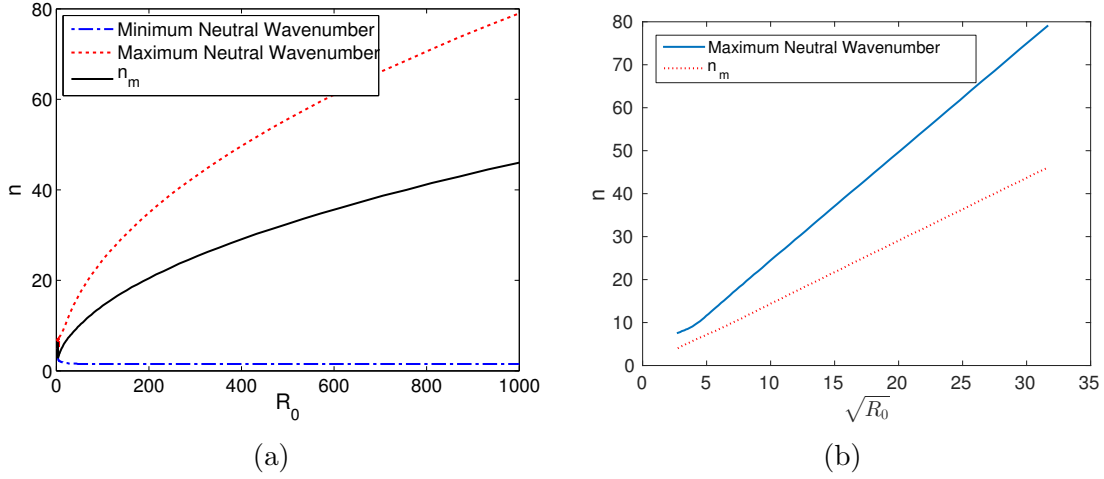 80
60
40
20
0
n
Minimum Neutral Wavenumber
Maximum Neutral Wavenumber
n_m
0 200 400 600 800 1000
R_0
(a)
80
70
60
50
40
30
20
10
0
n
Maximum Neutral Wavenumber
n_m
0 5 10 15 20 25 30 35
√R_0
(b)